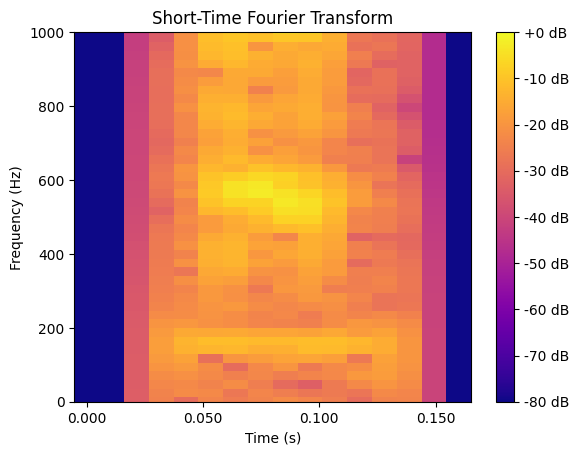 Short-Time Fourier Transform
1000
800
600
400
200
0
Frequency (Hz)
0.000
0.050
0.100
0.150
Time (s)
+0 dB
-10 dB
-20 dB
-30 dB
-40 dB
-50 dB
-60 dB
-70 dB
-80 dB